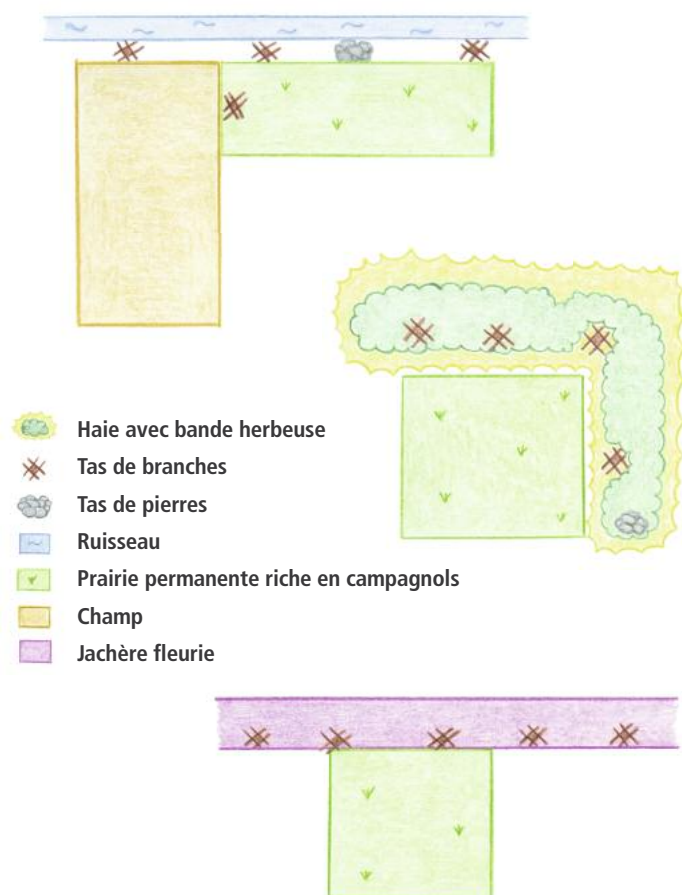 Haie avec bande herbeuse
Tas de branches
Tas de pierres
Ruisseau
Prairie permanente riche en campagnols
Champ
Jachère fleurie